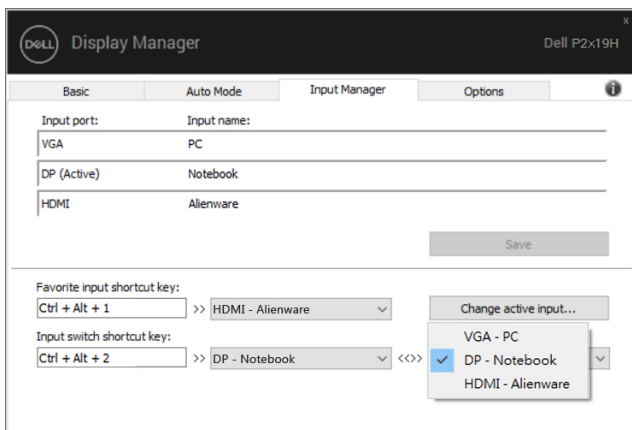 x
DELL Display Manager Dell P2x19H
Basic Auto Mode Input Manager Options i
Input port: Input name:
VGA PC
DP (Active) Notebook
HDMI Alienware
Save
Favorite input shortcut key:
Ctrl + Alt + 1 >> HDMI - Alienware Change active input...
Input switch shortcut key:
Ctrl + Alt + 2 >> DP - Notebook <<>>
VGA - PC
DP - Notebook
HDMI - Alienware